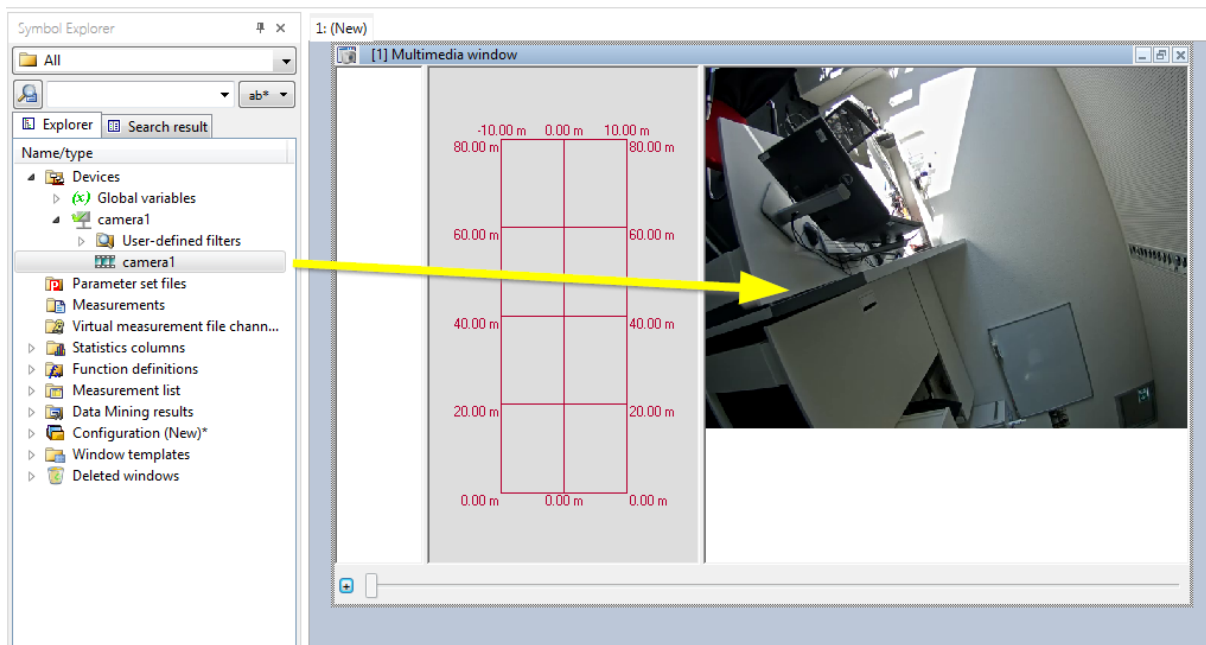 Symbol Explorer
All
ab*
Explorer
Search result
Name/type
Devices
(x) Global variables
camera1
User-defined filters
camera1
Parameter set files
Measurements
Virtual measurement file chann...
Statistics columns
Function definitions
Measurement list
Data Mining results
Configuration (New)*
Window templates
Deleted windows
1: (New)
[1] Multimedia window
-10.00 m 0.00 m 10.00 m
80.00 m 80.00 m
60.00 m 60.00 m
40.00 m 40.00 m
20.00 m 20.00 m
0.00 m 0.00 m 0.00 m